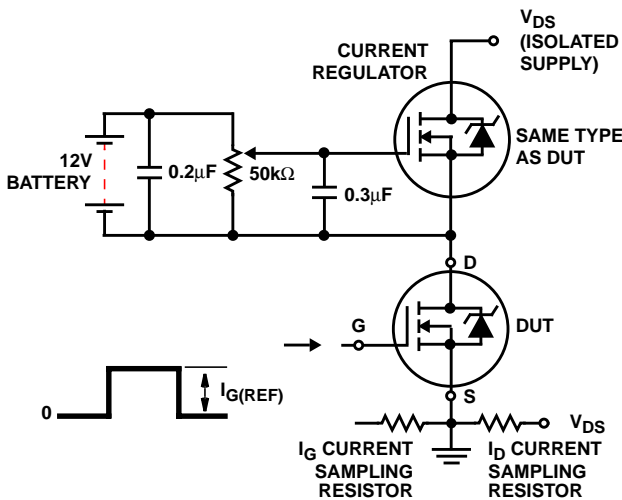 V_DS
(ISOLATED
SUPPLY)
CURRENT
REGULATOR
SAME TYPE
AS DUT
12V
BATTERY
0.2μF
50kΩ
0.3μF
D
DUT
G
I_G(REF)
0
S
V_DS
I_G CURRENT
SAMPLING
RESISTOR
I_D CURRENT
SAMPLING
RESISTOR